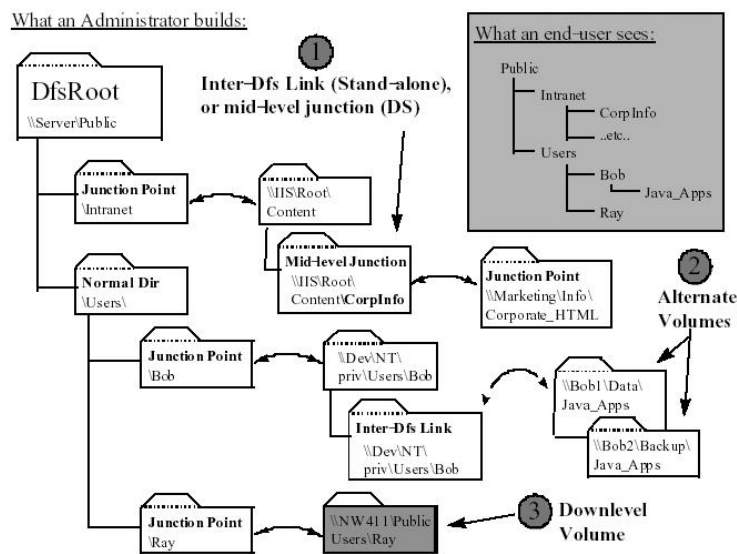 What an Administrator builds:
DfsRoot
\\Server\Public
1
Inter-Dfs Link (Stand-alone),
or mid-level junction (DS)
What an end-user sees:
Public
Intranet
CorpInfo
..etc..
Users
Bob
Java_Apps
Ray
Junction Point
\Intranet
\\IIS\Root\
Content
Mid-level Junction
\\IIS\Root\
Content\CorpInfo
Junction Point
\\Marketing\Info\
Corporate_HTML
2
Alternate
Volumes
Normal Dir
\Users\
Junction Point
\Bob
\\Dev\NT\
priv\Users\Bob
Inter-Dfs Link
\\Dev\NT\
priv\Users\Bob
\\Bob1\Data\
Java_Apps
\\Bob2\Backup\
Java_Apps
Junction Point
\Ray
\\NW411\Public
Users\Ray
3
Downlevel
Volume